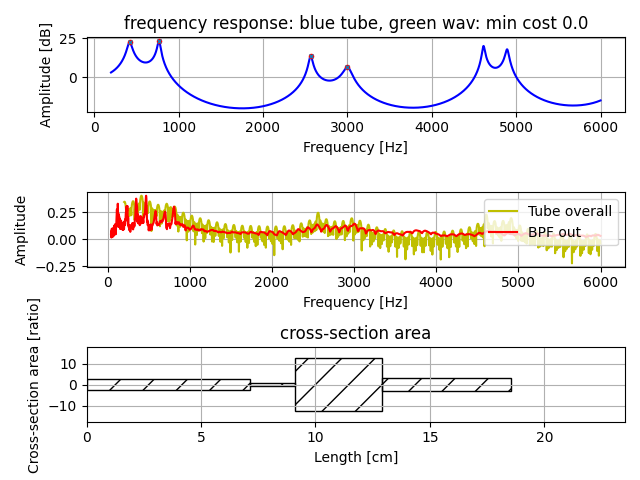 frequency response: blue tube, green wav: min cost 0.0
Amplitude [dB]
25
0
0 1000 2000 3000 4000 5000 6000
Frequency [Hz]
Amplitude
0.25
0.00
−0.25
Tube overall
BPF out
0 1000 2000 3000 4000 5000 6000
Frequency [Hz]
cross-section area
Cross-section area [ratio]
10
0
−10
0 5 10 15 20
Length [cm]